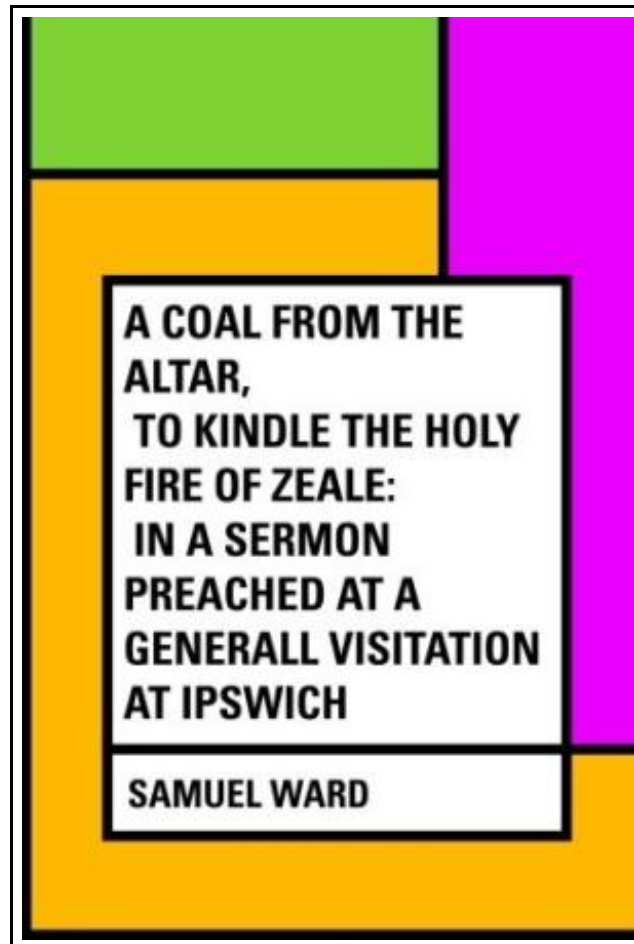 A COAL FROM THE
ALTAR,
TO KINDLE THE HOLY
FIRE OF ZEALE:
IN A SERMON
PREACHED AT A
GENERALL VISITATION
AT IPSWICH
SAMUEL WARD